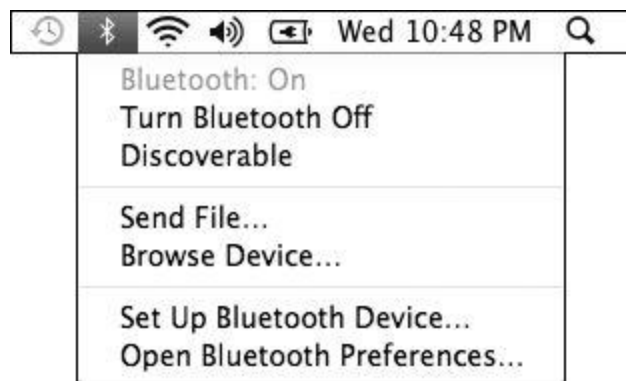 Wed 10:48 PM
Bluetooth: On
Turn Bluetooth Off
Discoverable
Send File...
Browse Device...
Set Up Bluetooth Device...
Open Bluetooth Preferences...